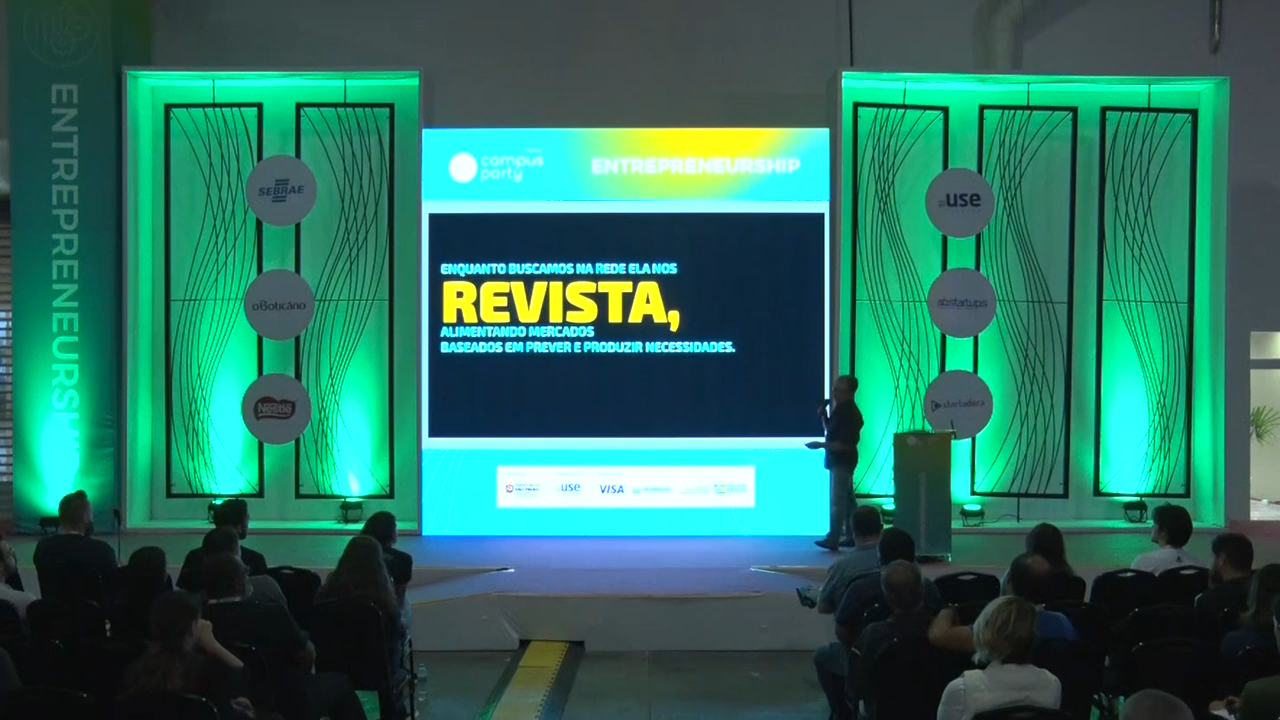 ENTREPRENEURSHIP
campus
party
ENTREPRENEURSHIP
SEBRAE
oBoticário
Nestlé
ENQUANTO BUSCAMOS NA REDE ELA NOS
REVISTA,
ALIMENTANDO MERCADOS
BASEADOS EM PREVER E PRODUZIR NECESSIDADES.
use
abstartups
startadora
use
VISA